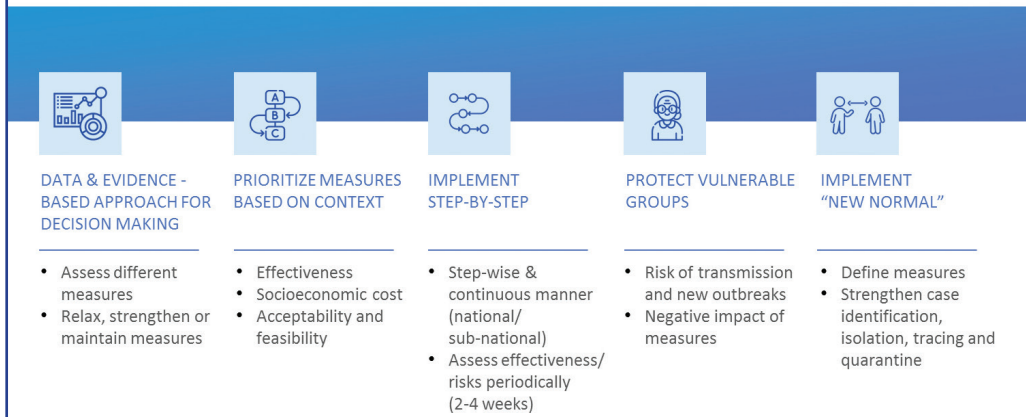 A
B
C
DATA & EVIDENCE -
BASED APPROACH FOR
DECISION MAKING
• Assess different
measures
• Relax, strengthen or
maintain measures
PRIORITIZE MEASURES
BASED ON CONTEXT
• Effectiveness
• Socioeconomic cost
• Acceptability and
feasibility
IMPLEMENT
STEP-BY-STEP
• Step-wise &
continuous manner
(national/
sub-national)
• Assess effectiveness/
risks periodically
(2-4 weeks)
PROTECT VULNERABLE
GROUPS
• Risk of transmission
and new outbreaks
• Negative impact of
measures
IMPLEMENT
“NEW NORMAL”
• Define measures
• Strengthen case
identification,
isolation, tracing and
quarantine